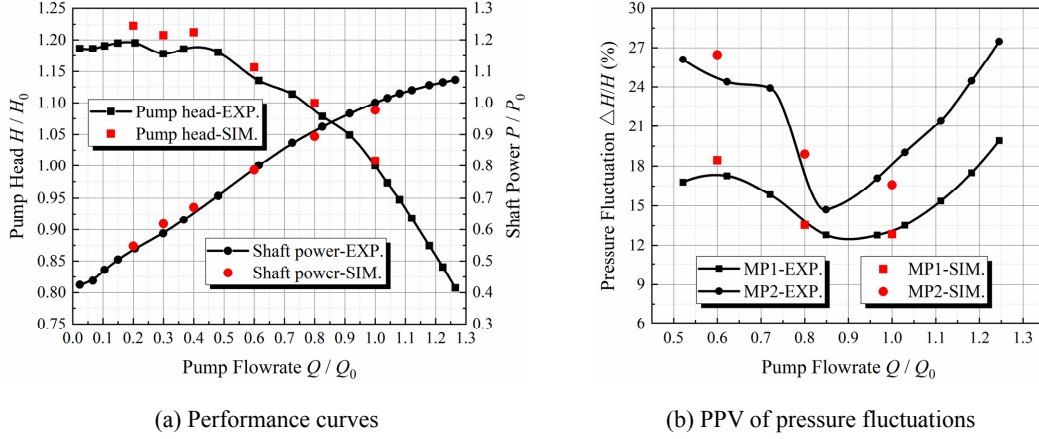 1.25
1.20
1.15
1.10
1.05
1.00
0.95
0.90
0.85
0.80
0.75
Pump Head H / H0
Pump head-EXP.
Pump head-SIM.
Shaft power-EXP.
Shaft power-SIM.
1.3
1.2
1.1
1.0
0.9
0.8
0.7
0.6
0.5
0.4
0.3
Shaft Power P / P0
0.0 0.1 0.2 0.3 0.4 0.5 0.6 0.7 0.8 0.9 1.0 1.1 1.2 1.3
Pump Flowrate Q / Q0
(a) Performance curves
30
27
24
21
18
15
12
9
6
Pressure Fluctuation △H/H (%)
MP1-EXP.
MP2-EXP.
MP1-SIM.
MP2-SIM.
0.5 0.6 0.7 0.8 0.9 1.0 1.1 1.2 1.3
Pump Flowrate Q / Q0
(b) PPV of pressure fluctuations